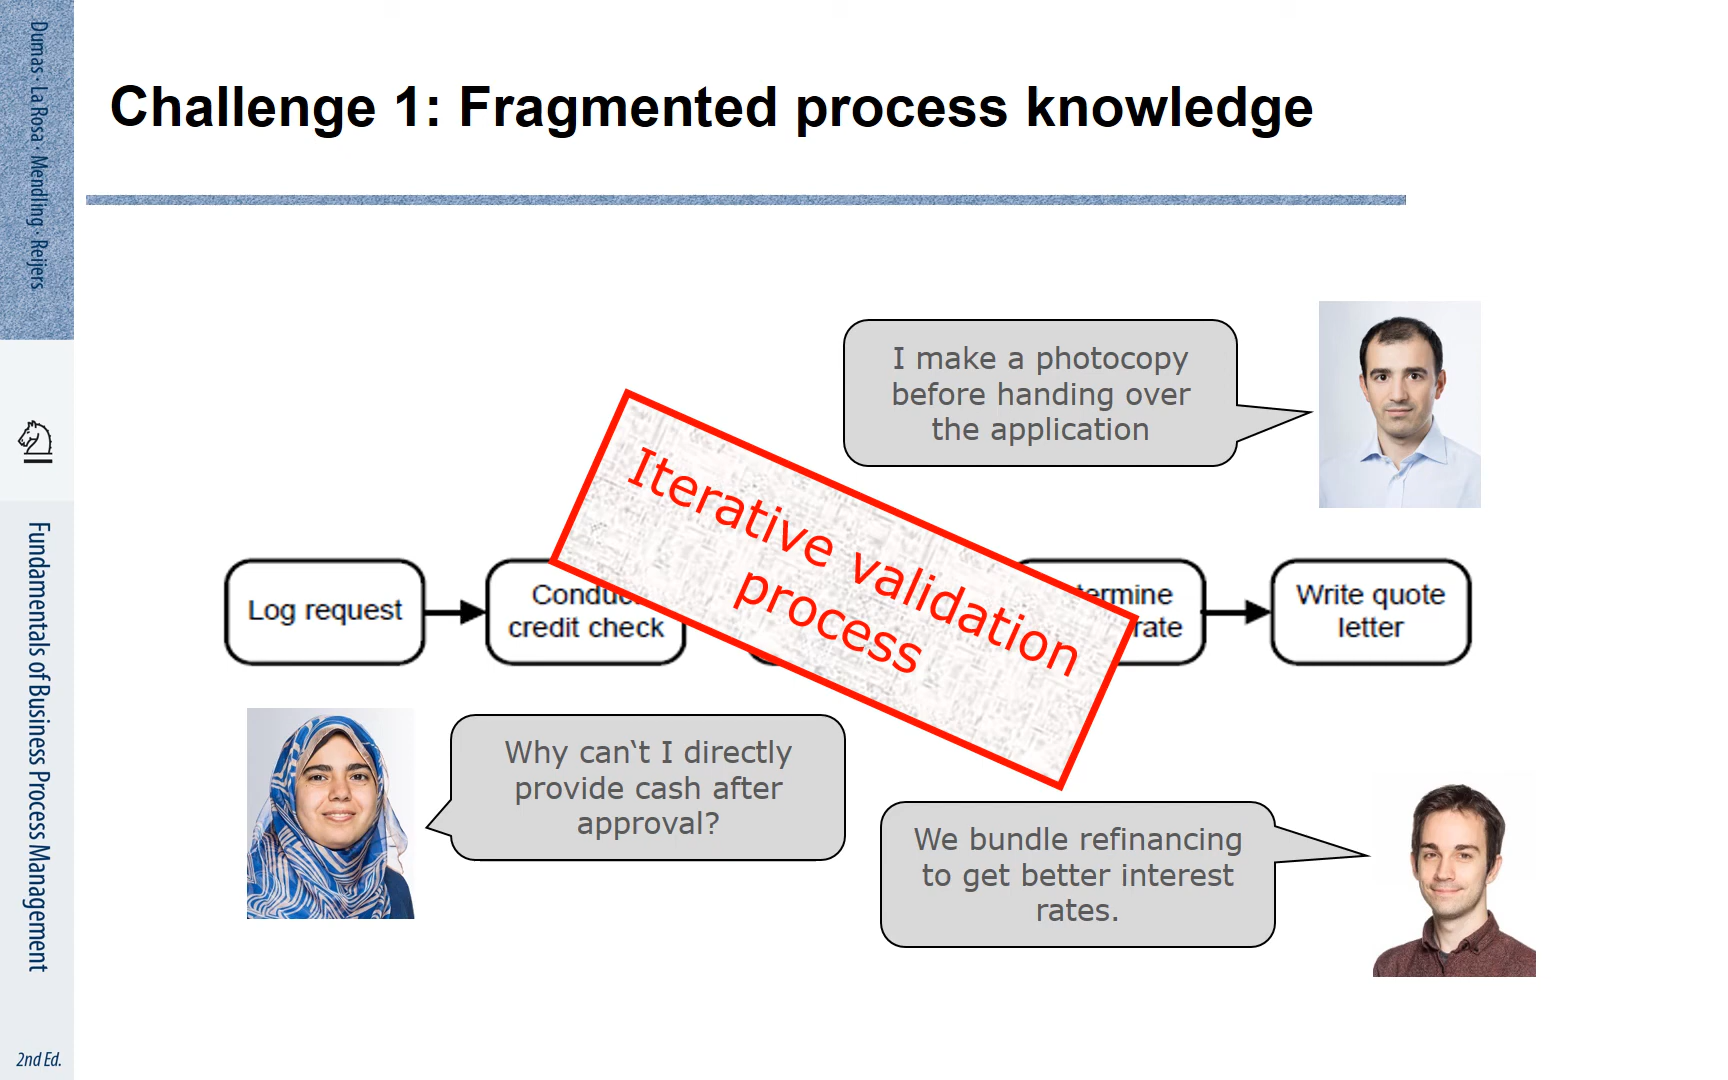 Dumas · La Rosa · Mendling · Reijers
Fundamentals of Business Process Management
2nd Ed.
Challenge 1: Fragmented process knowledge
I make a photocopy
before handing over
the application
Iterative validation
process
Log request
Conduct
credit check
rate
Write quote
letter
Why can‘t I directly
provide cash after
approval?
We bundle refinancing
to get better interest
rates.